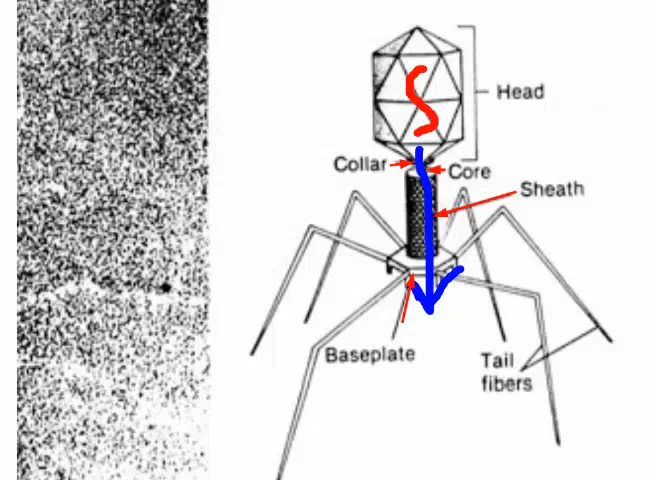 Head
Collar
Core
Sheath
Baseplate
Tail
fibers